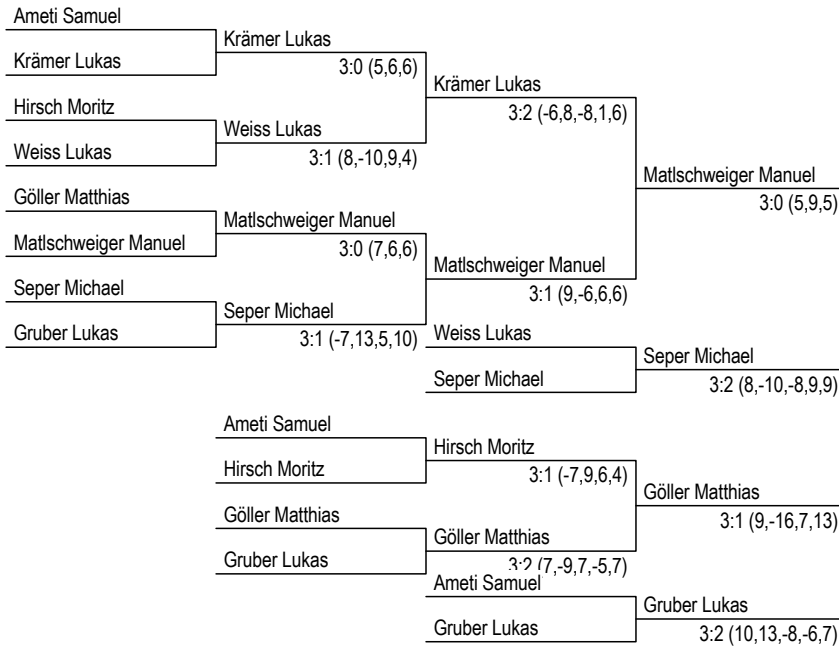 Ameti Samuel
Krämer Lukas
Krämer Lukas
3:0 (5,6,6)
Krämer Lukas
3:2 (-6,8,-8,1,6)
Hirsch Moritz
Weiss Lukas
Weiss Lukas
3:1 (8,-10,9,4)
Matlschweiger Manuel
3:0 (5,9,5)
Göller Matthias
Matlschweiger Manuel
Matlschweiger Manuel
3:0 (7,6,6)
Matlschweiger Manuel
3:1 (9,-6,6,6)
Seper Michael
Gruber Lukas
Seper Michael
3:1 (-7,13,5,10)
Weiss Lukas
Seper Michael
Seper Michael
3:2 (8,-10,-8,9,9)
Ameti Samuel
Hirsch Moritz
Hirsch Moritz
3:1 (-7,9,6,4)
Göller Matthias
3:1 (9,-16,7,13)
Göller Matthias
Gruber Lukas
Göller Matthias
3:2 (7,-9,7,-5,7)
Ameti Samuel
Gruber Lukas
Gruber Lukas
3:2 (10,13,-8,-6,7)